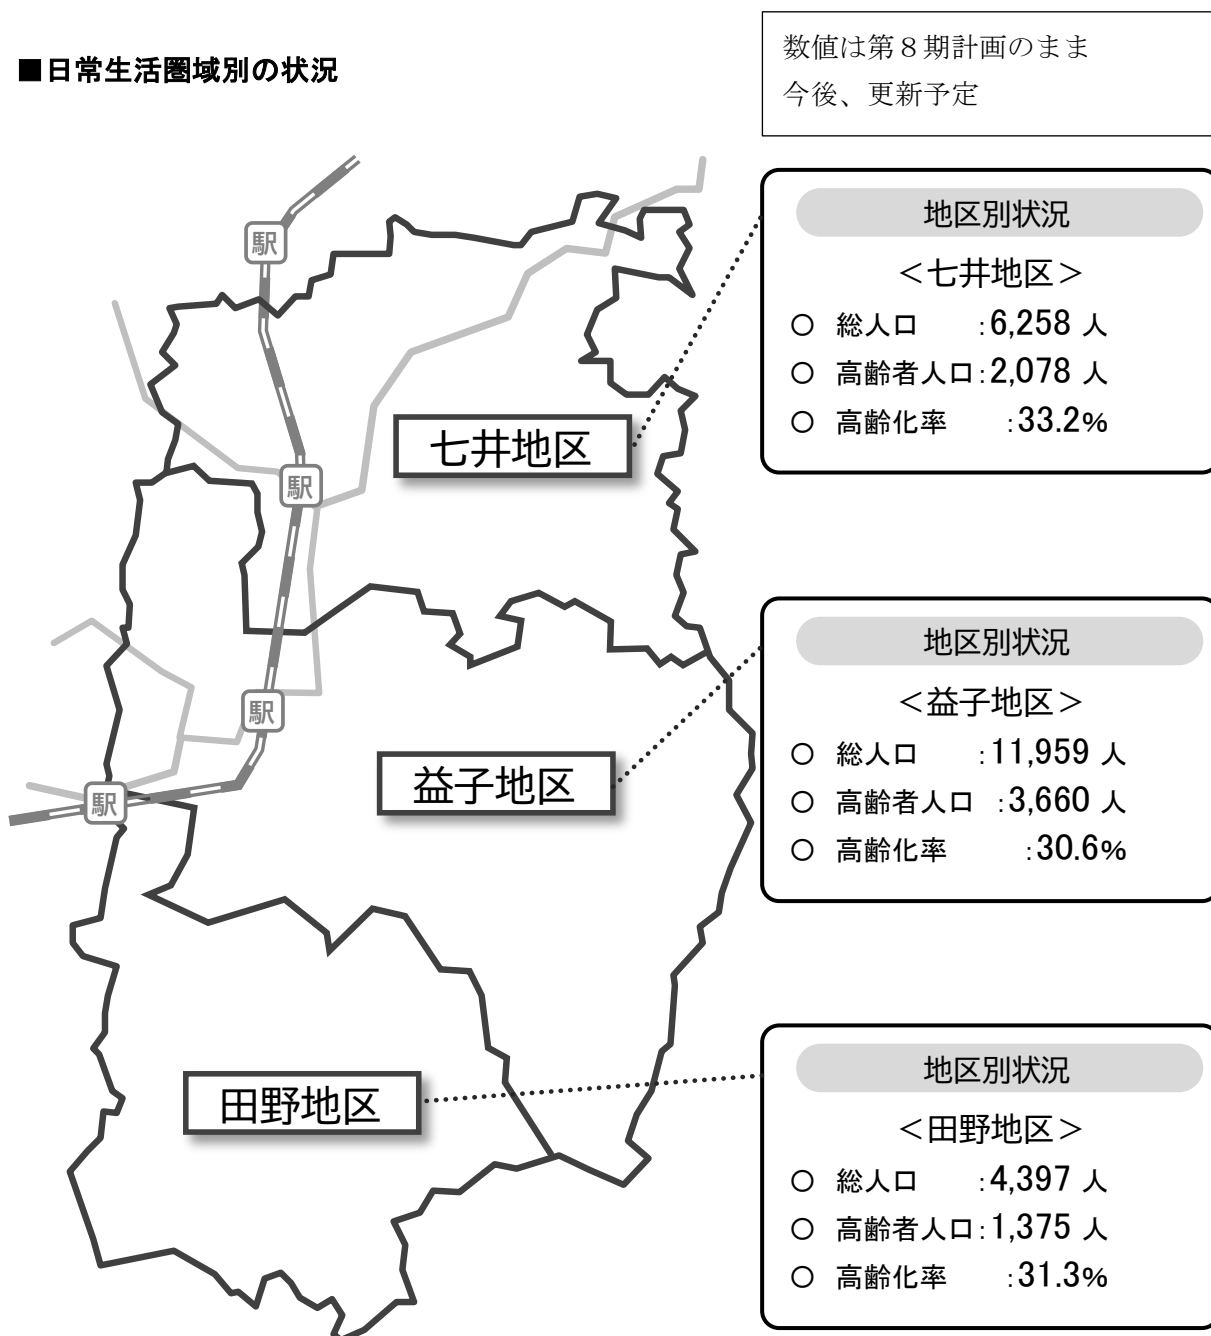 ■日常生活圏域別の状況
数値は第８期計画のまま
今後、更新予定
地区別状況
＜七井地区＞
○ 総人口 :6,258 人
○ 高齢者人口:2,078 人
○ 高齢化率 :33.2%
駅
七井地区
駅
地区別状況
＜益子地区＞
○ 総人口 :11,959 人
○ 高齢者人口 :3,660 人
○ 高齢化率 :30.6%
駅
益子地区
駅
地区別状況
＜田野地区＞
○ 総人口 :4,397 人
○ 高齢者人口:1,375 人
○ 高齢化率 :31.3%
田野地区